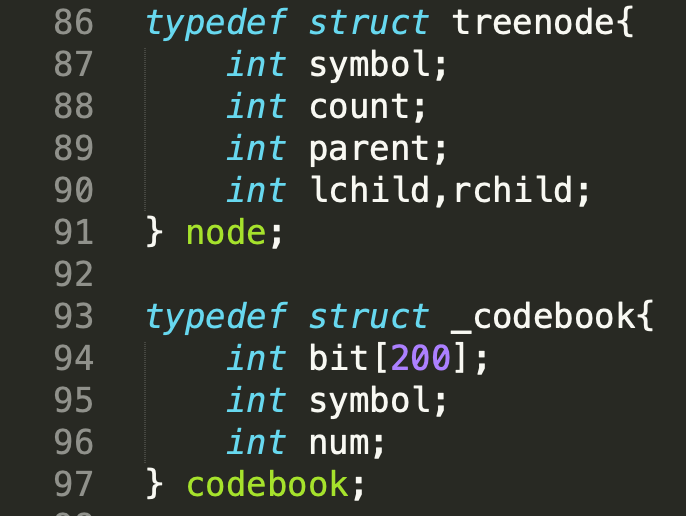 86 typedef struct treenode{
87 int symbol;
88 int count;
89 int parent;
90 int lchild,rchild;
91 } node;
92
93 typedef struct _codebook{
94 int bit[200];
95 int symbol;
96 int num;
97 } codebook;